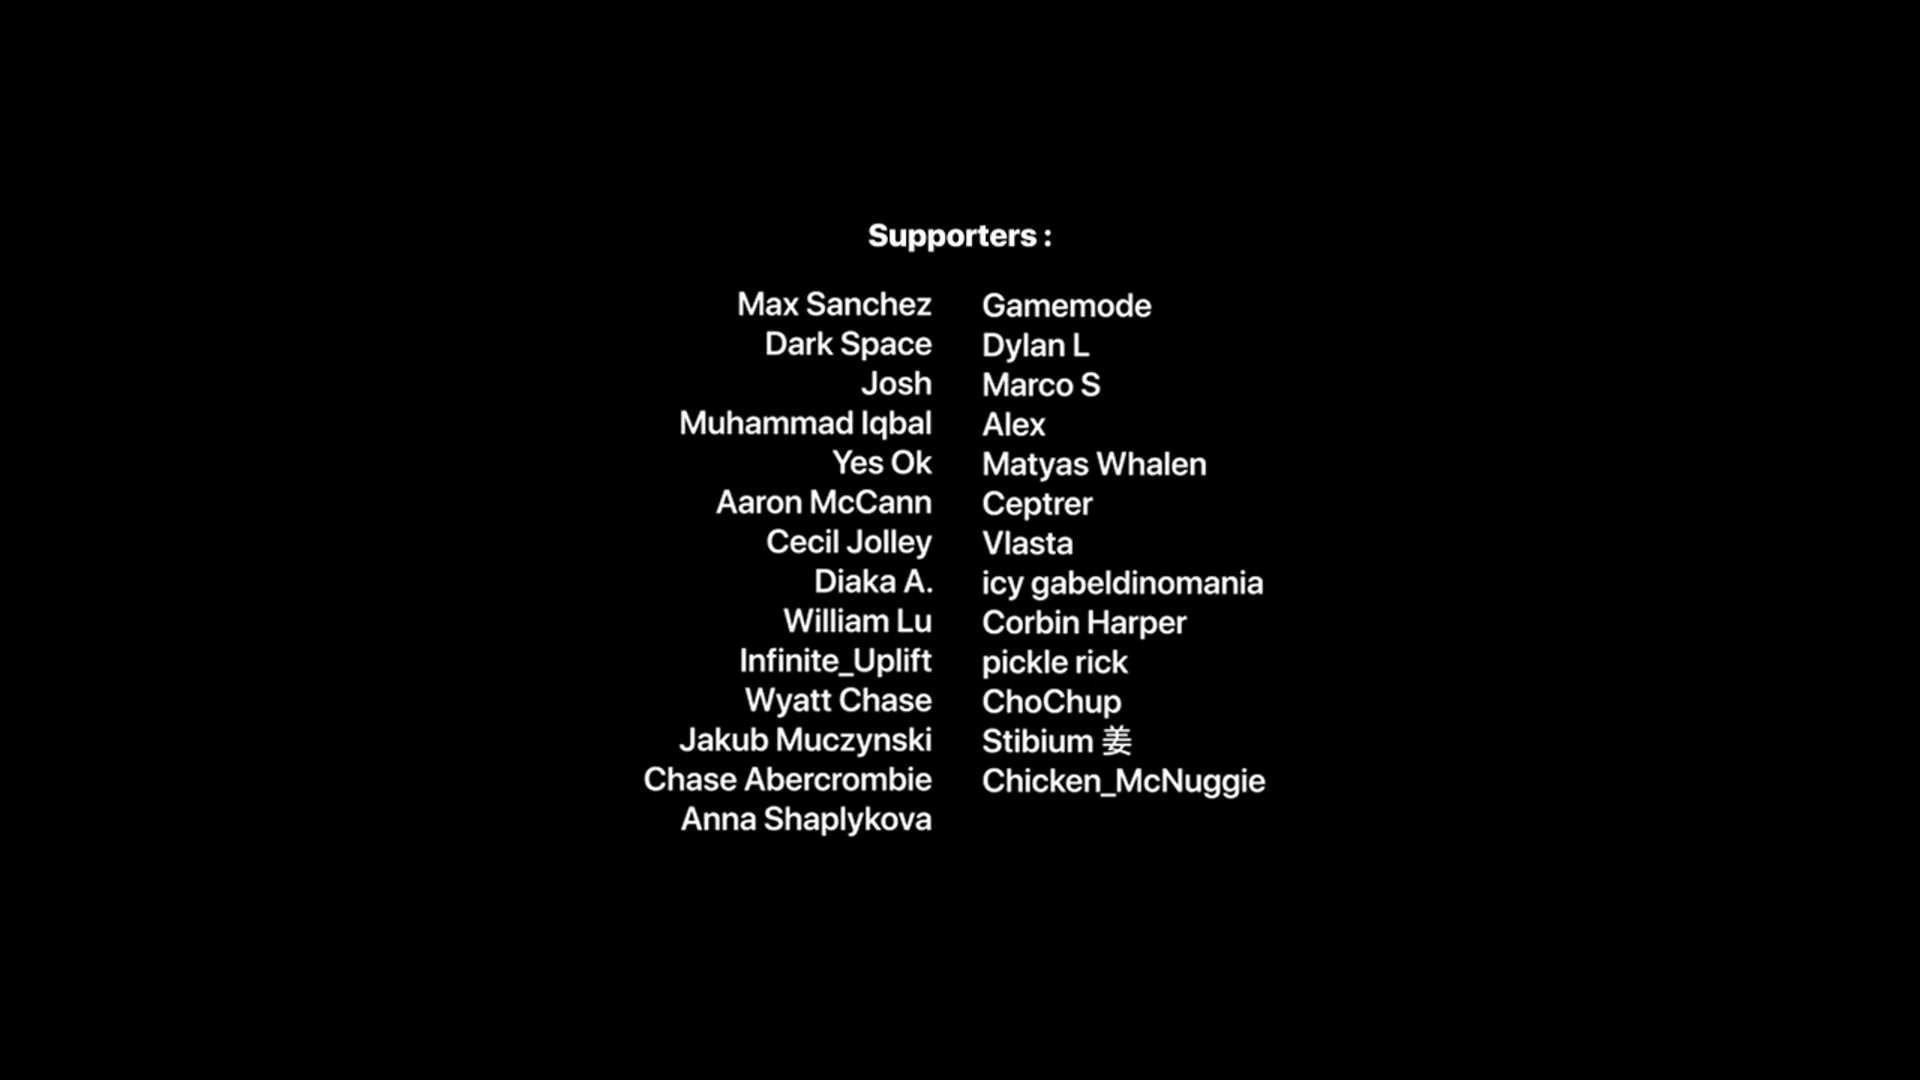 Supporters :
Max Sanchez
Dark Space
Josh
Muhammad Iqbal
Yes Ok
Aaron McCann
Cecil Jolley
Diaka A.
William Lu
Infinite_Uplift
Wyatt Chase
Jakub Muczynski
Chase Abercrombie
Anna Shaplykova
Gamemode
Dylan L
Marco S
Alex
Matyas Whalen
Ceptrer
Vlasta
icy gabeldinomania
Corbin Harper
pickle rick
ChoChup
Stibium 姜
Chicken_McNuggie